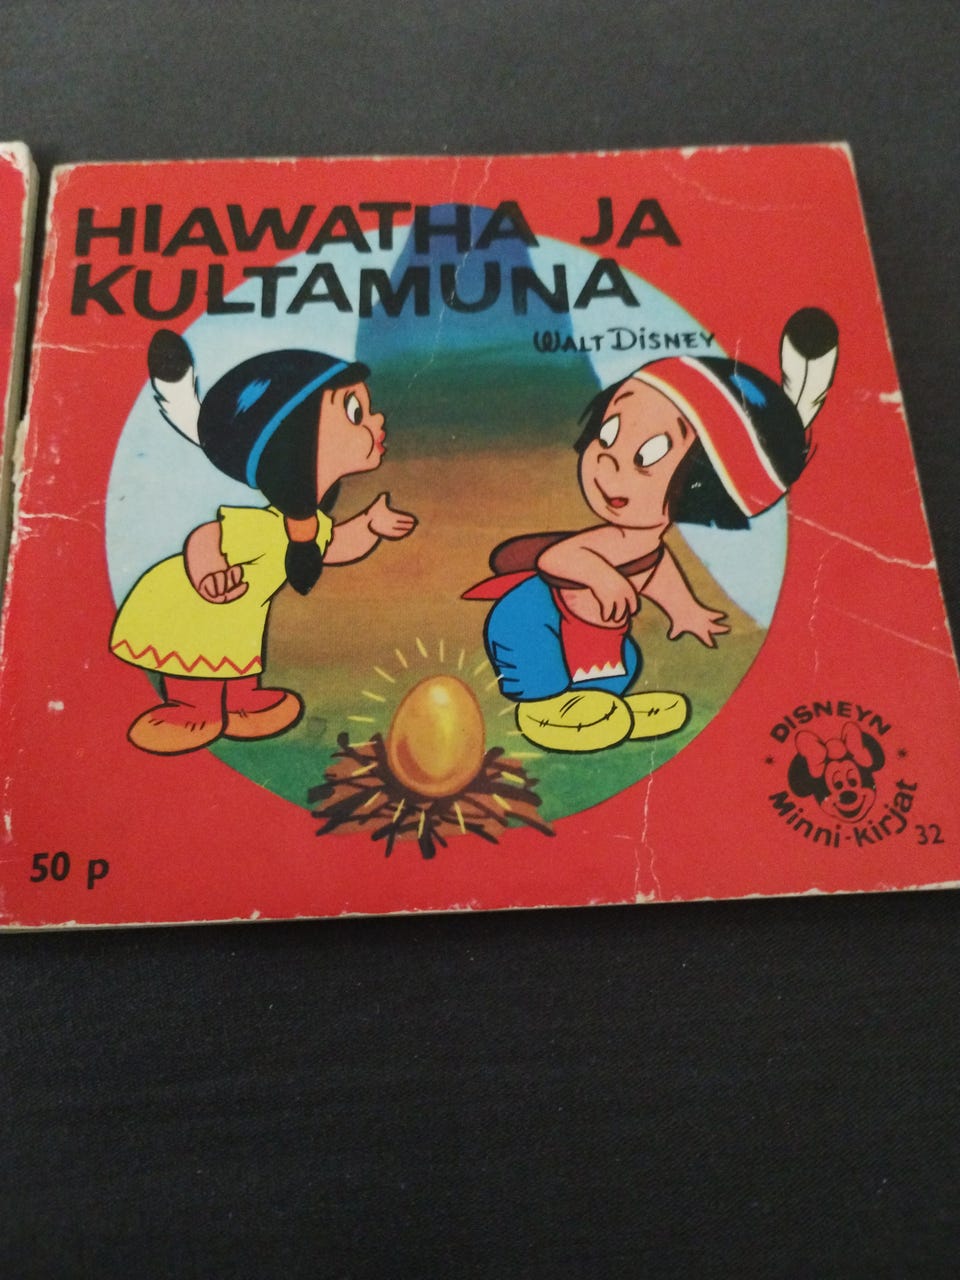 HIAWATHA JA
KULTAMUNA
WALT DISNEY
DISNEYN
Minni-kirjat
32
50 p